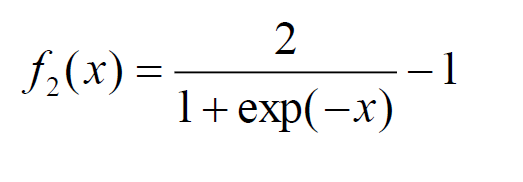 f₂(x) = 2 / (1 + exp(−x)) − 1